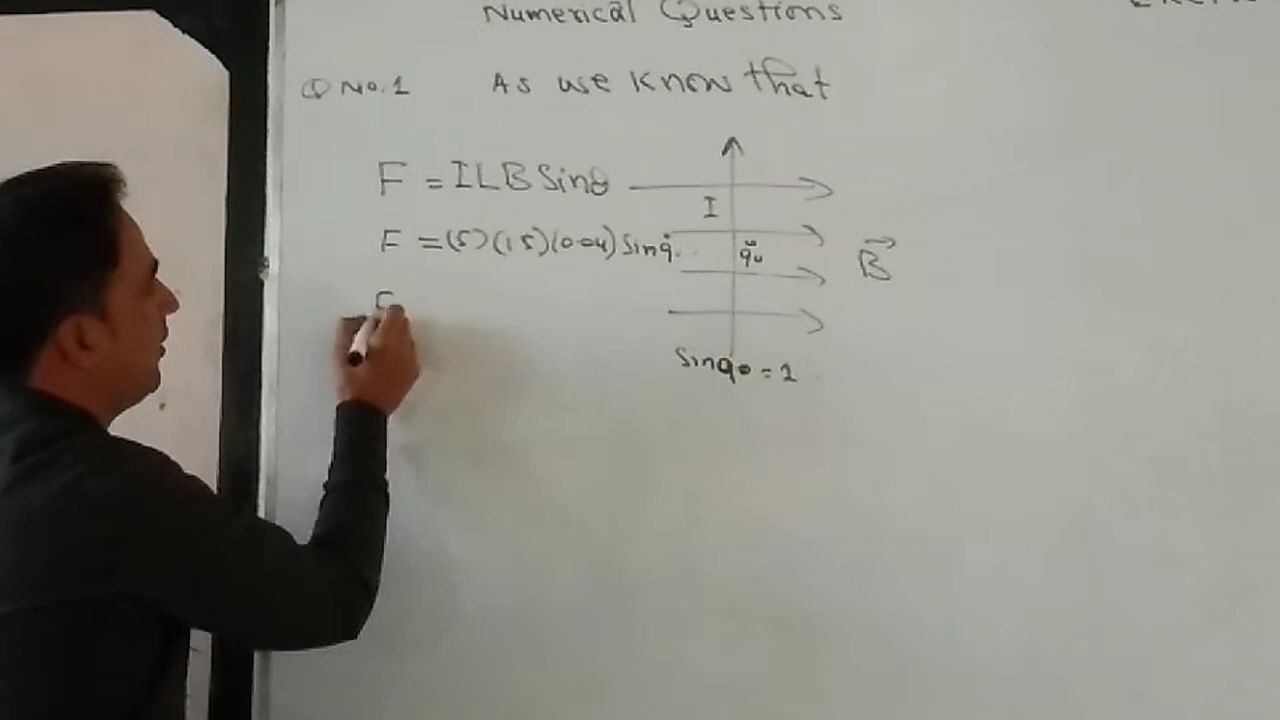 Numerical Questions
Q No. 1 As we know that
F = ILB Sinθ
I
F = (5)(1.5)(0.04) Sin90°
90°
B
F
Sin90 = 1